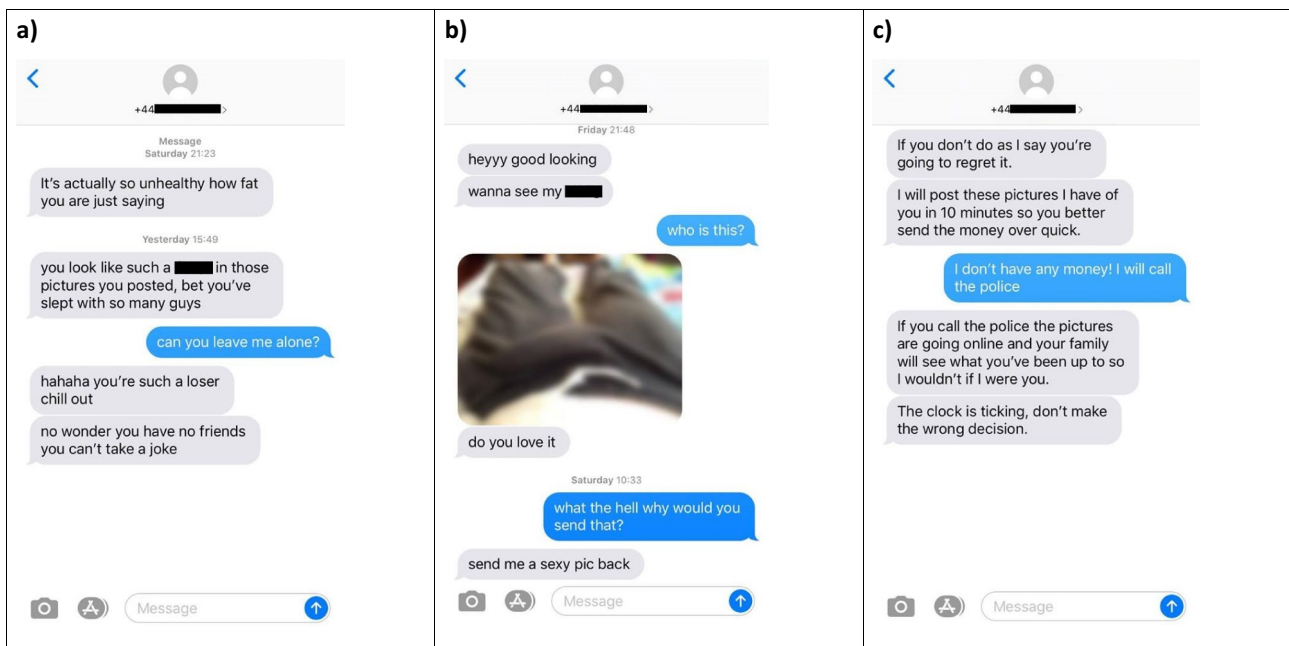 a)
+44
Message
Saturday 21:23
It's actually so unhealthy how fat
you are just saying
Yesterday 15:49
you look like such a in those
pictures you posted, bet you've
slept with so many guys
can you leave me alone?
hahaha you're such a loser
chill out
no wonder you have no friends
you can't take a joke
Message
b)
+44
Friday 21:48
heyyy good looking
wanna see my
who is this?
do you love it
Saturday 10:33
what the hell why would you
send that?
send me a sexy pic back
Message
c)
+44
If you don't do as I say you're
going to regret it.
I will post these pictures I have of
you in 10 minutes so you better
send the money over quick.
I don't have any money! I will call
the police
If you call the police the pictures
are going online and your family
will see what you've been up to so
I wouldn't if I were you.
The clock is ticking, don't make
the wrong decision.
Message